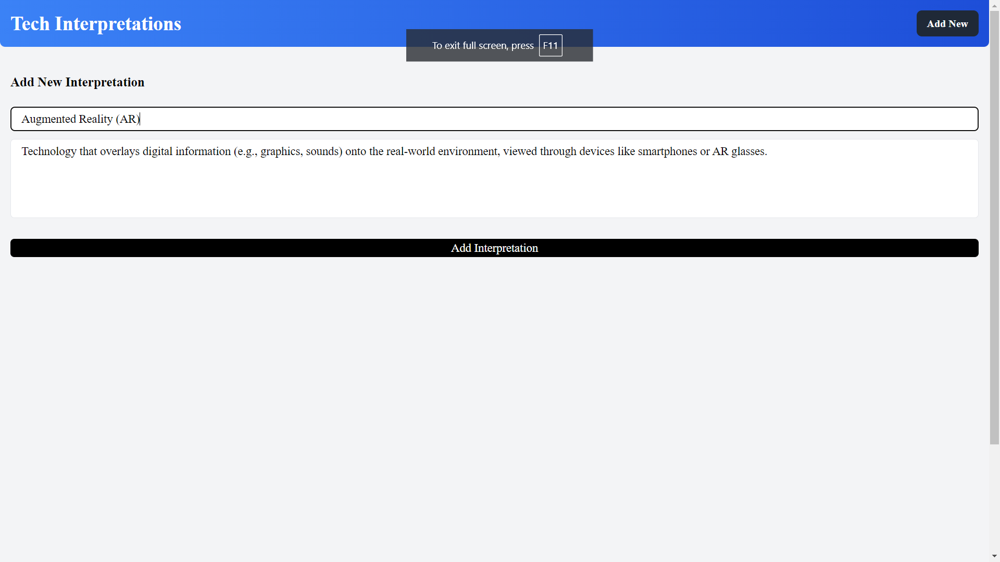 Tech Interpretations
Add New
To exit full screen, press F11
Add New Interpretation
Augmented Reality (AR)
Technology that overlays digital information (e.g., graphics, sounds) onto the real-world environment, viewed through devices like smartphones or AR glasses.
Add Interpretation